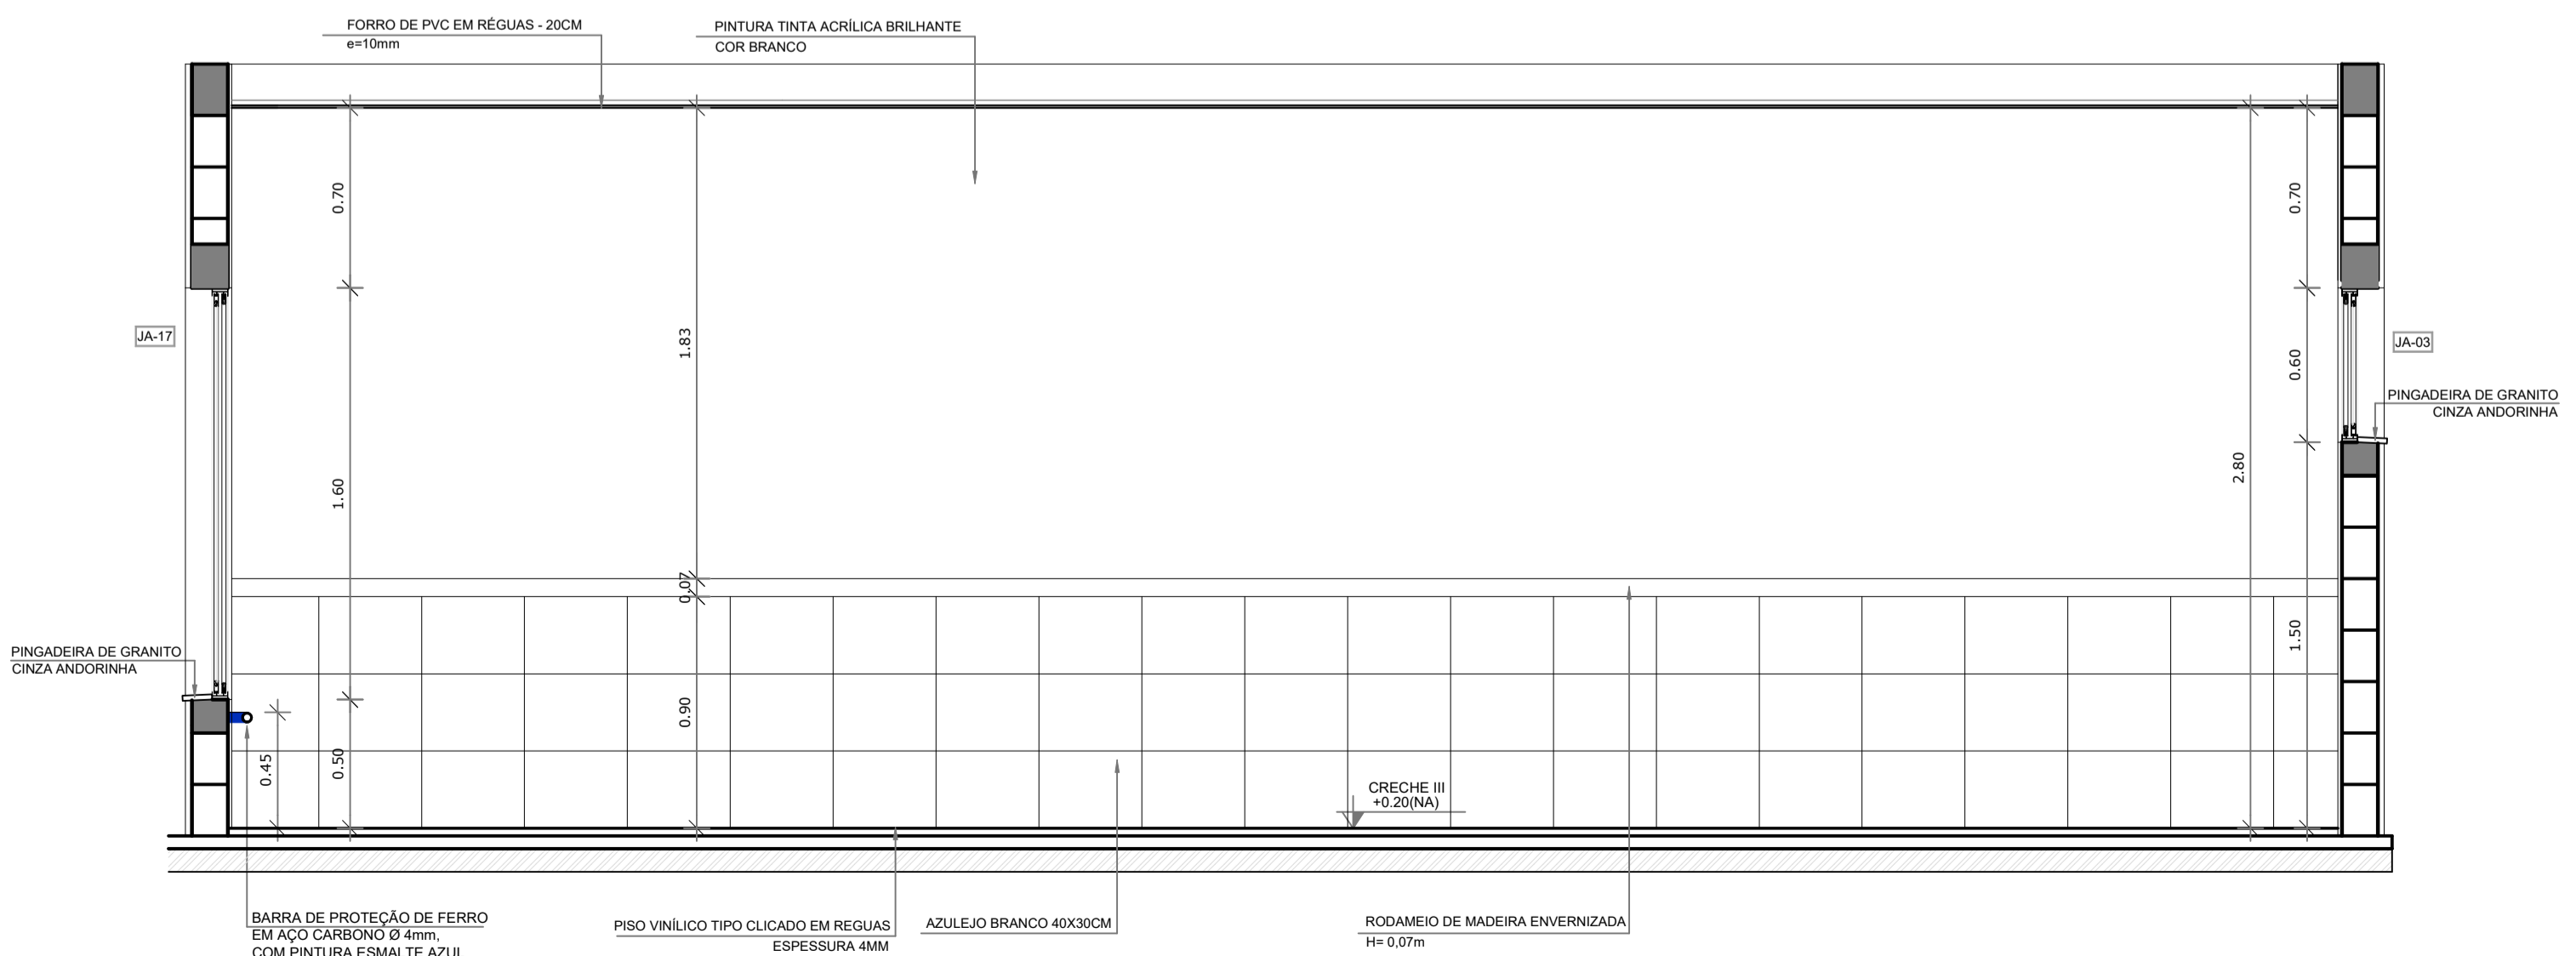 FORRO DE PVC EM RÉGUAS - 20CM
e=10mm
PINTURA TINTA ACRÍLICA BRILHANTE
COR BRANCO
0.70
1.83
0.70
JA-17
JA-03
0.60
PINGADEIRA DE GRANITO
CINZA ANDORINHA
1.60
2.80
0.07
1.50
PINGADEIRA DE GRANITO
CINZA ANDORINHA
0.45
0.50
0.90
CRECHE III
+0.20(NA)
BARRA DE PROTEÇÃO DE FERRO
EM AÇO CARBONO Ø 4mm,
COM PINTURA ESMALTE AZUL
PISO VINÍLICO TIPO CLICADO EM REGUAS
ESPESSURA 4MM
AZULEJO BRANCO 40X30CM
RODAMEIO DE MADEIRA ENVERNIZADA
H= 0,07m